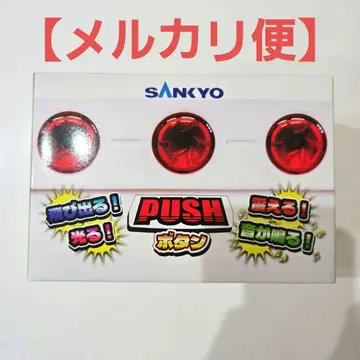 【メルカリ便】
SANKYO
飛び出る！
光る！
PUSH
ボタン
震える！
音が鳴る！